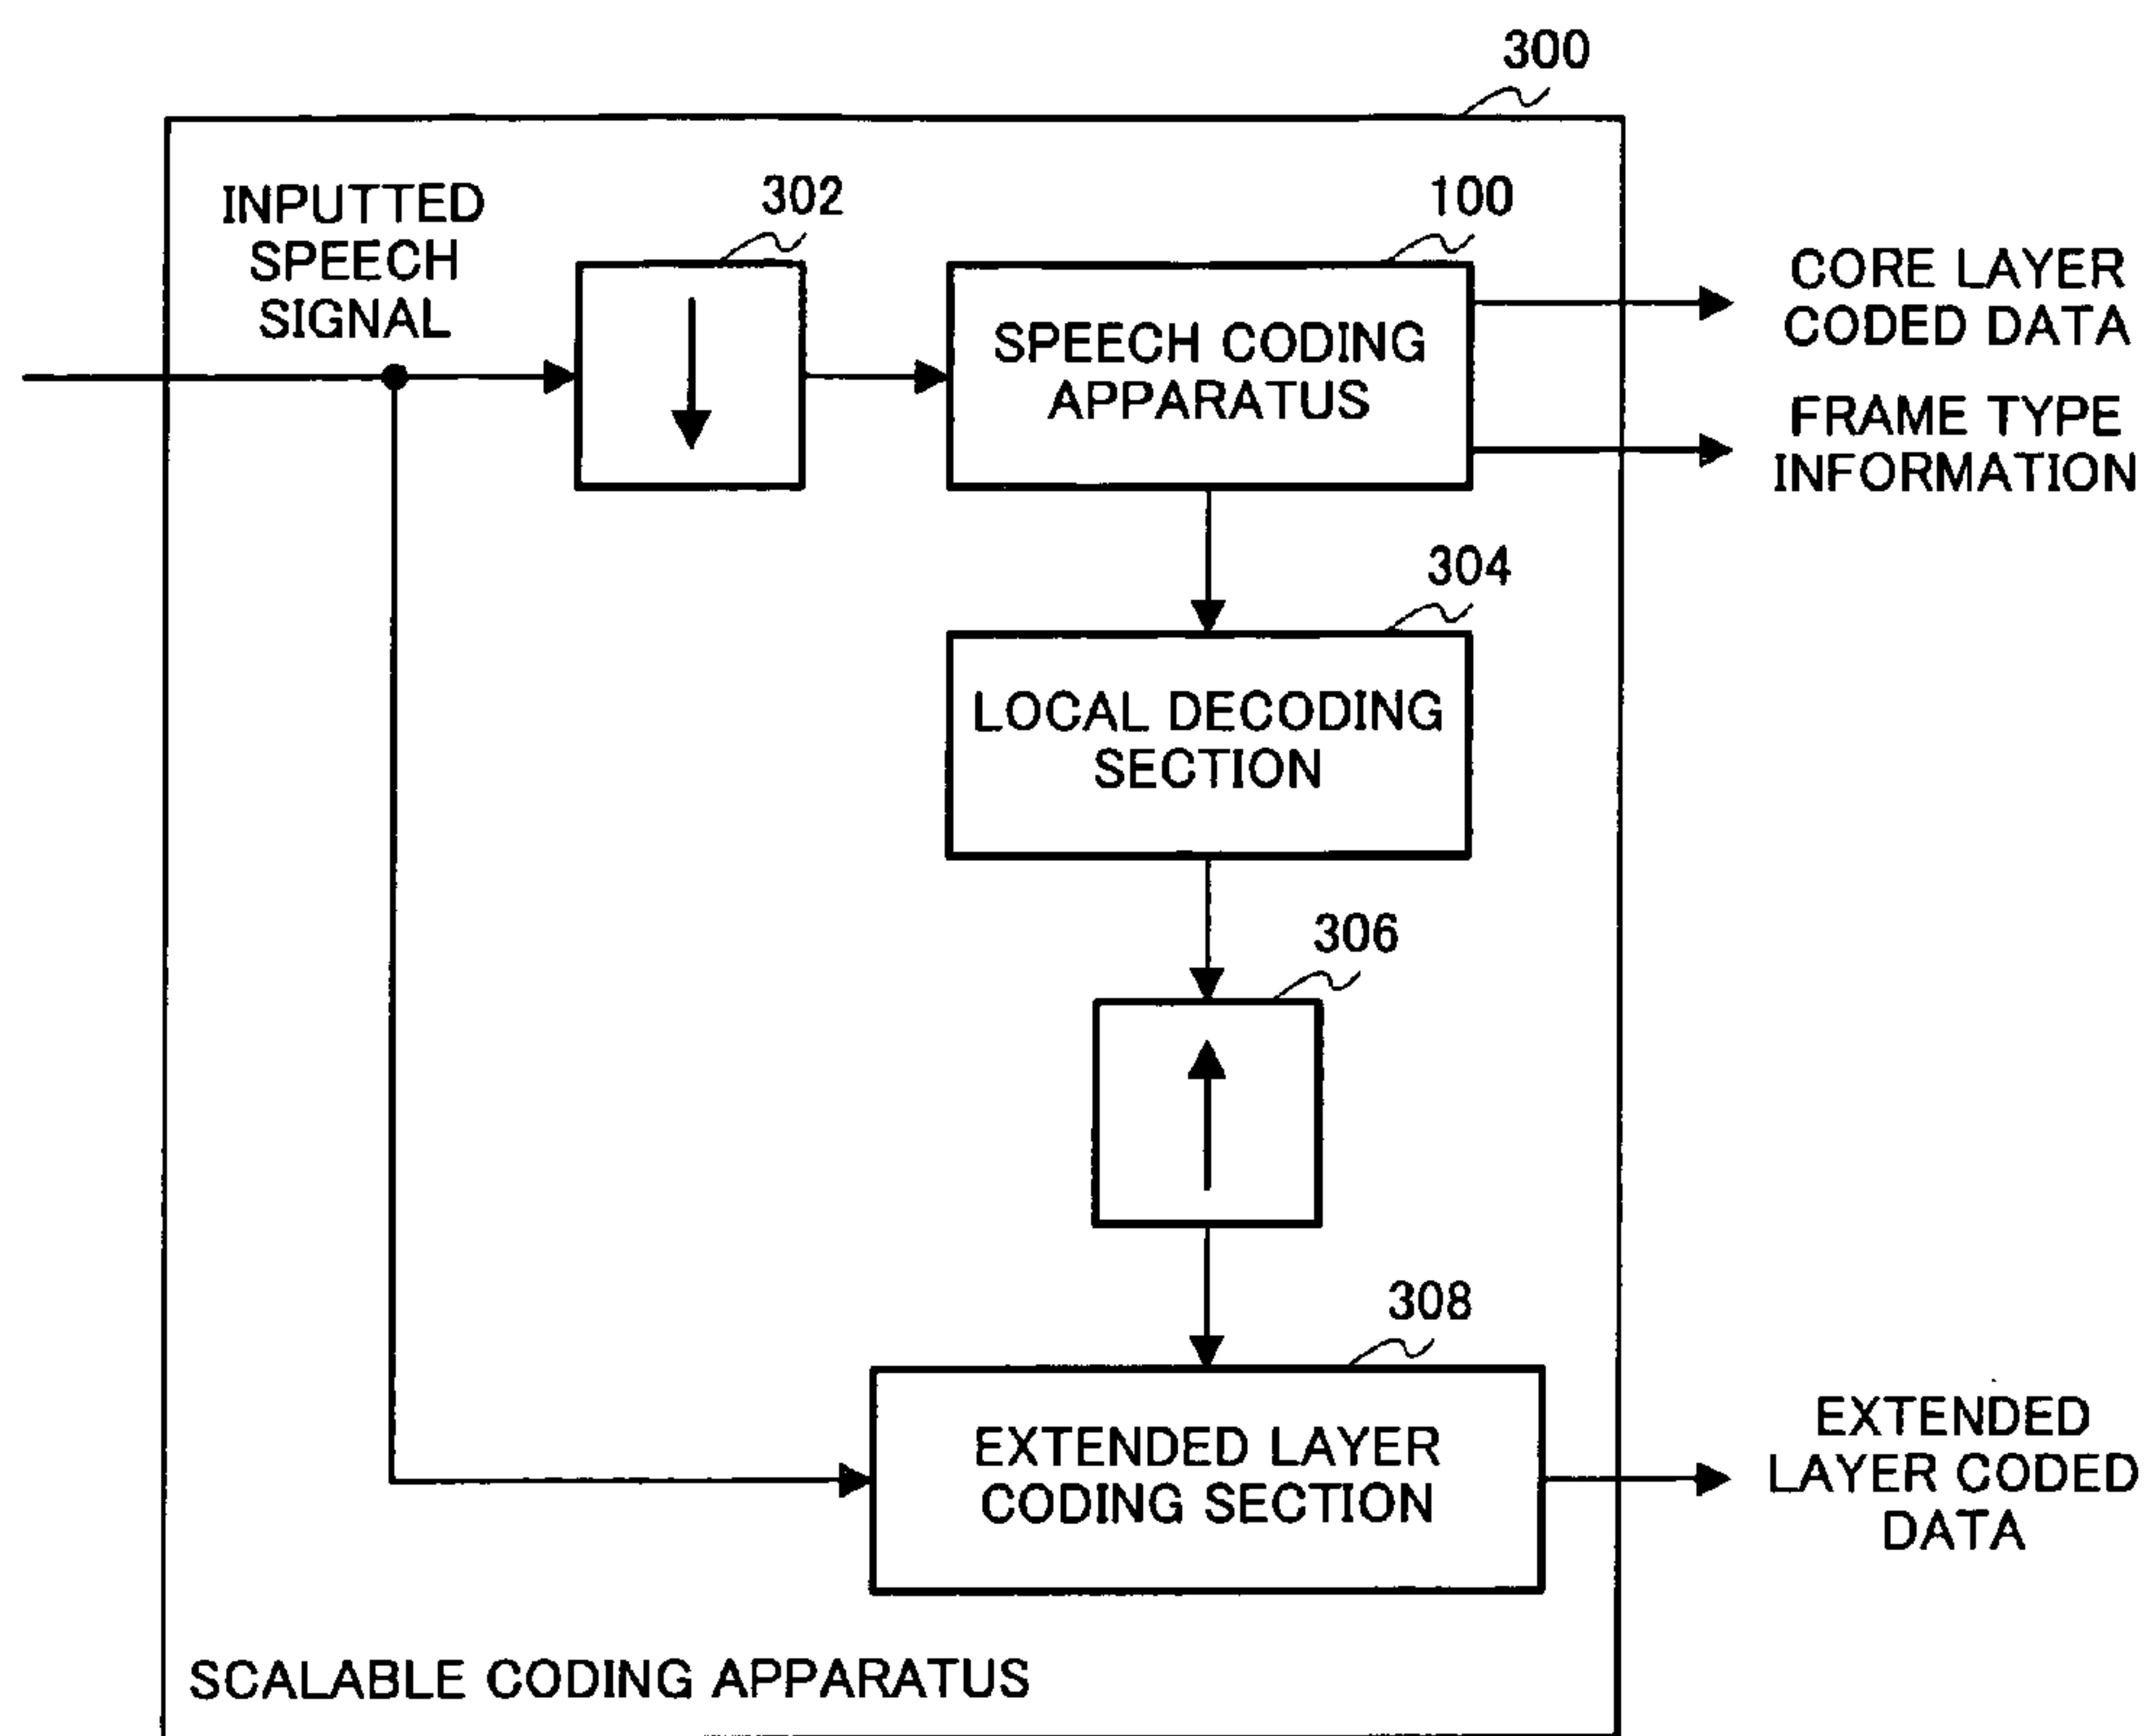 300
INPUTTED
SPEECH
SIGNAL
302
100
SPEECH CODING
APPARATUS
CORE LAYER
CODED DATA
FRAME TYPE
INFORMATION
304
LOCAL DECODING
SECTION
306
308
EXTENDED LAYER
CODING SECTION
EXTENDED
LAYER CODED
DATA
SCALABLE CODING APPARATUS